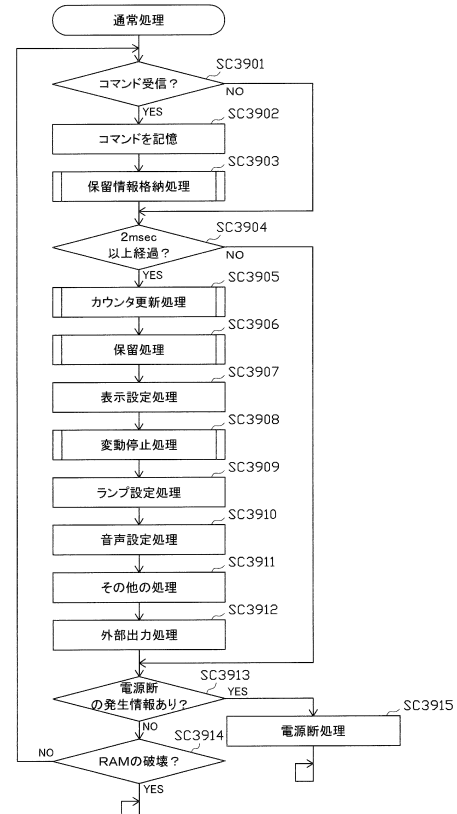 通常処理
SC3901
コマンド受信？
NO
YES
SC3902
コマンドを記憶
SC3903
保留情報格納処理
SC3904
2msec
以上経過？
NO
YES
SC3905
カウンタ更新処理
SC3906
保留処理
SC3907
表示設定処理
SC3908
変動停止処理
SC3909
ランプ設定処理
SC3910
音声設定処理
SC3911
その他の処理
SC3912
外部出力処理
SC3913
電源断
の発生情報あり？
YES
NO
SC3915
電源断処理
SC3914
RAMの破壊？
NO
YES